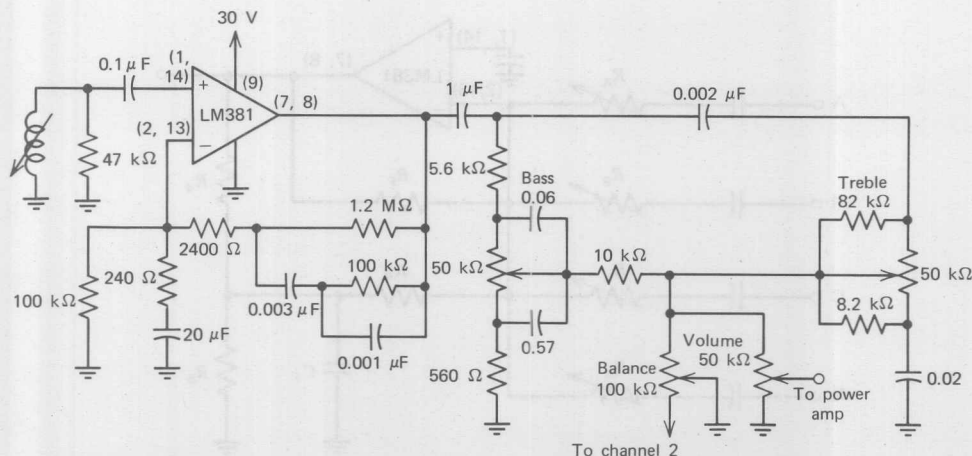 30 V
0.1 μF
(1,
14)
+
(9)
(7, 8)
LM381
(2, 13)
−
47 kΩ
1 μF
0.002 μF
5.6 kΩ
Bass
0.06
Treble
82 kΩ
1.2 MΩ
2400 Ω
100 kΩ
240 Ω
100 kΩ
0.003 μF
20 μF
0.001 μF
50 kΩ
10 kΩ
50 kΩ
8.2 kΩ
0.57
560 Ω
Balance
100 kΩ
Volume
50 kΩ
To power
amp
0.02
To channel 2